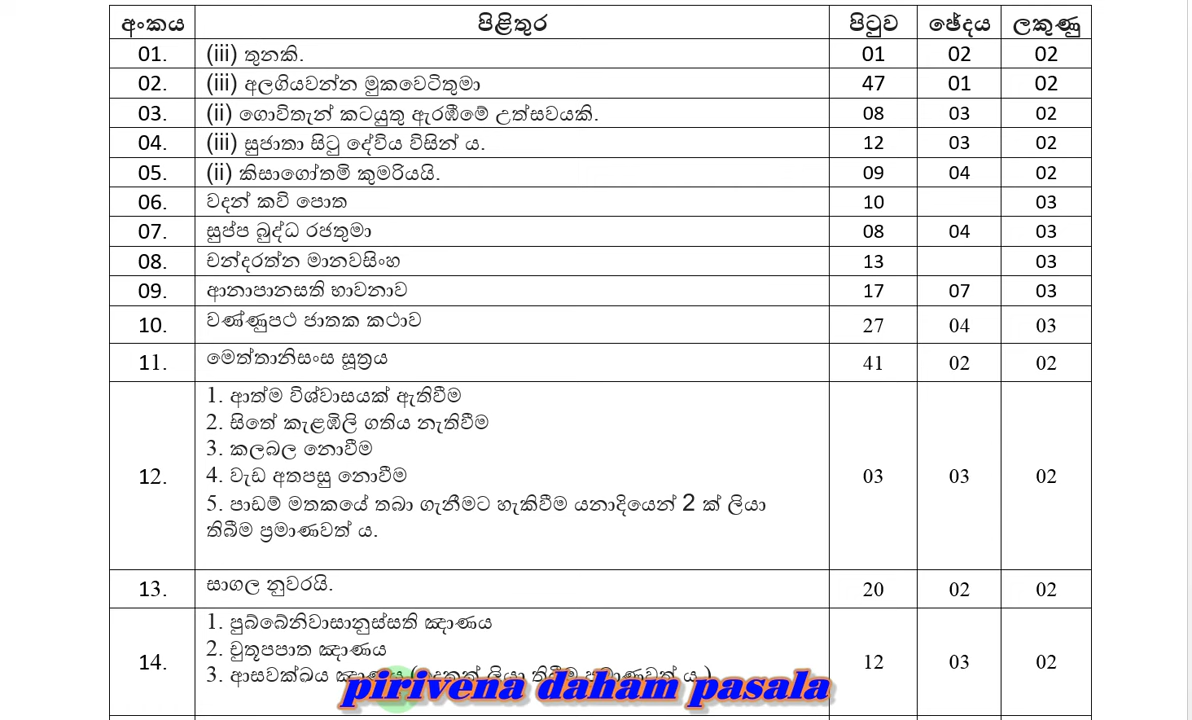 අංකය පිළිතුර පිටුව ඡේදය ලකුණු
01. (iii) තුනකි. 01 02 02
02. (iii) අලගියවන්න මුකවෙටිතුමා 47 01 02
03. (ii) ගොවිතැන් කටයුතු ඇරඹීමේ උත්සවයකි. 08 03 02
04. (iii) සුජාතා සිටු දේවිය විසින් ය. 12 03 02
05. (ii) කිසාගෝතමී කුමරියයි. 09 04 02
06. වදන් කවි පොත 10 03
07. සුප්ප බුද්ධ රජතුමා 08 04 03
08. චන්දරත්න මානවසිංහ 13 03
09. ආනාපානසති භාවනාව 17 07 03
10. වණ්ණුපථ ජාතක කථාව 27 04 03
11. මෙත්තානිසංස සූත්‍රය 41 02 02
1. ආත්ම විශ්වාසයක් ඇතිවීම
2. සිතේ කැළඹිලි ගතිය නැතිවීම
3. කලබල නොවීම
12. 4. වැඩ අතපසු නොවීම 03 03 02
5. පාඩම් මතකයේ තබා ගැනීමට හැකිවීම යනාදියෙන් 2 ක් ලියා
තිබීම ප්‍රමාණවත් ය.
13. සාගල නුවරයි. 20 02 02
1. පුබ්බේනිවාසානුස්සති ඤාණය
2. චුතූපපාත ඤාණය
14. 3. ආසවක්ඛය ඤාණය ලියා තිබීම ප්‍රමාණවත් ය.) 12 03 02
pirivena daham pasala